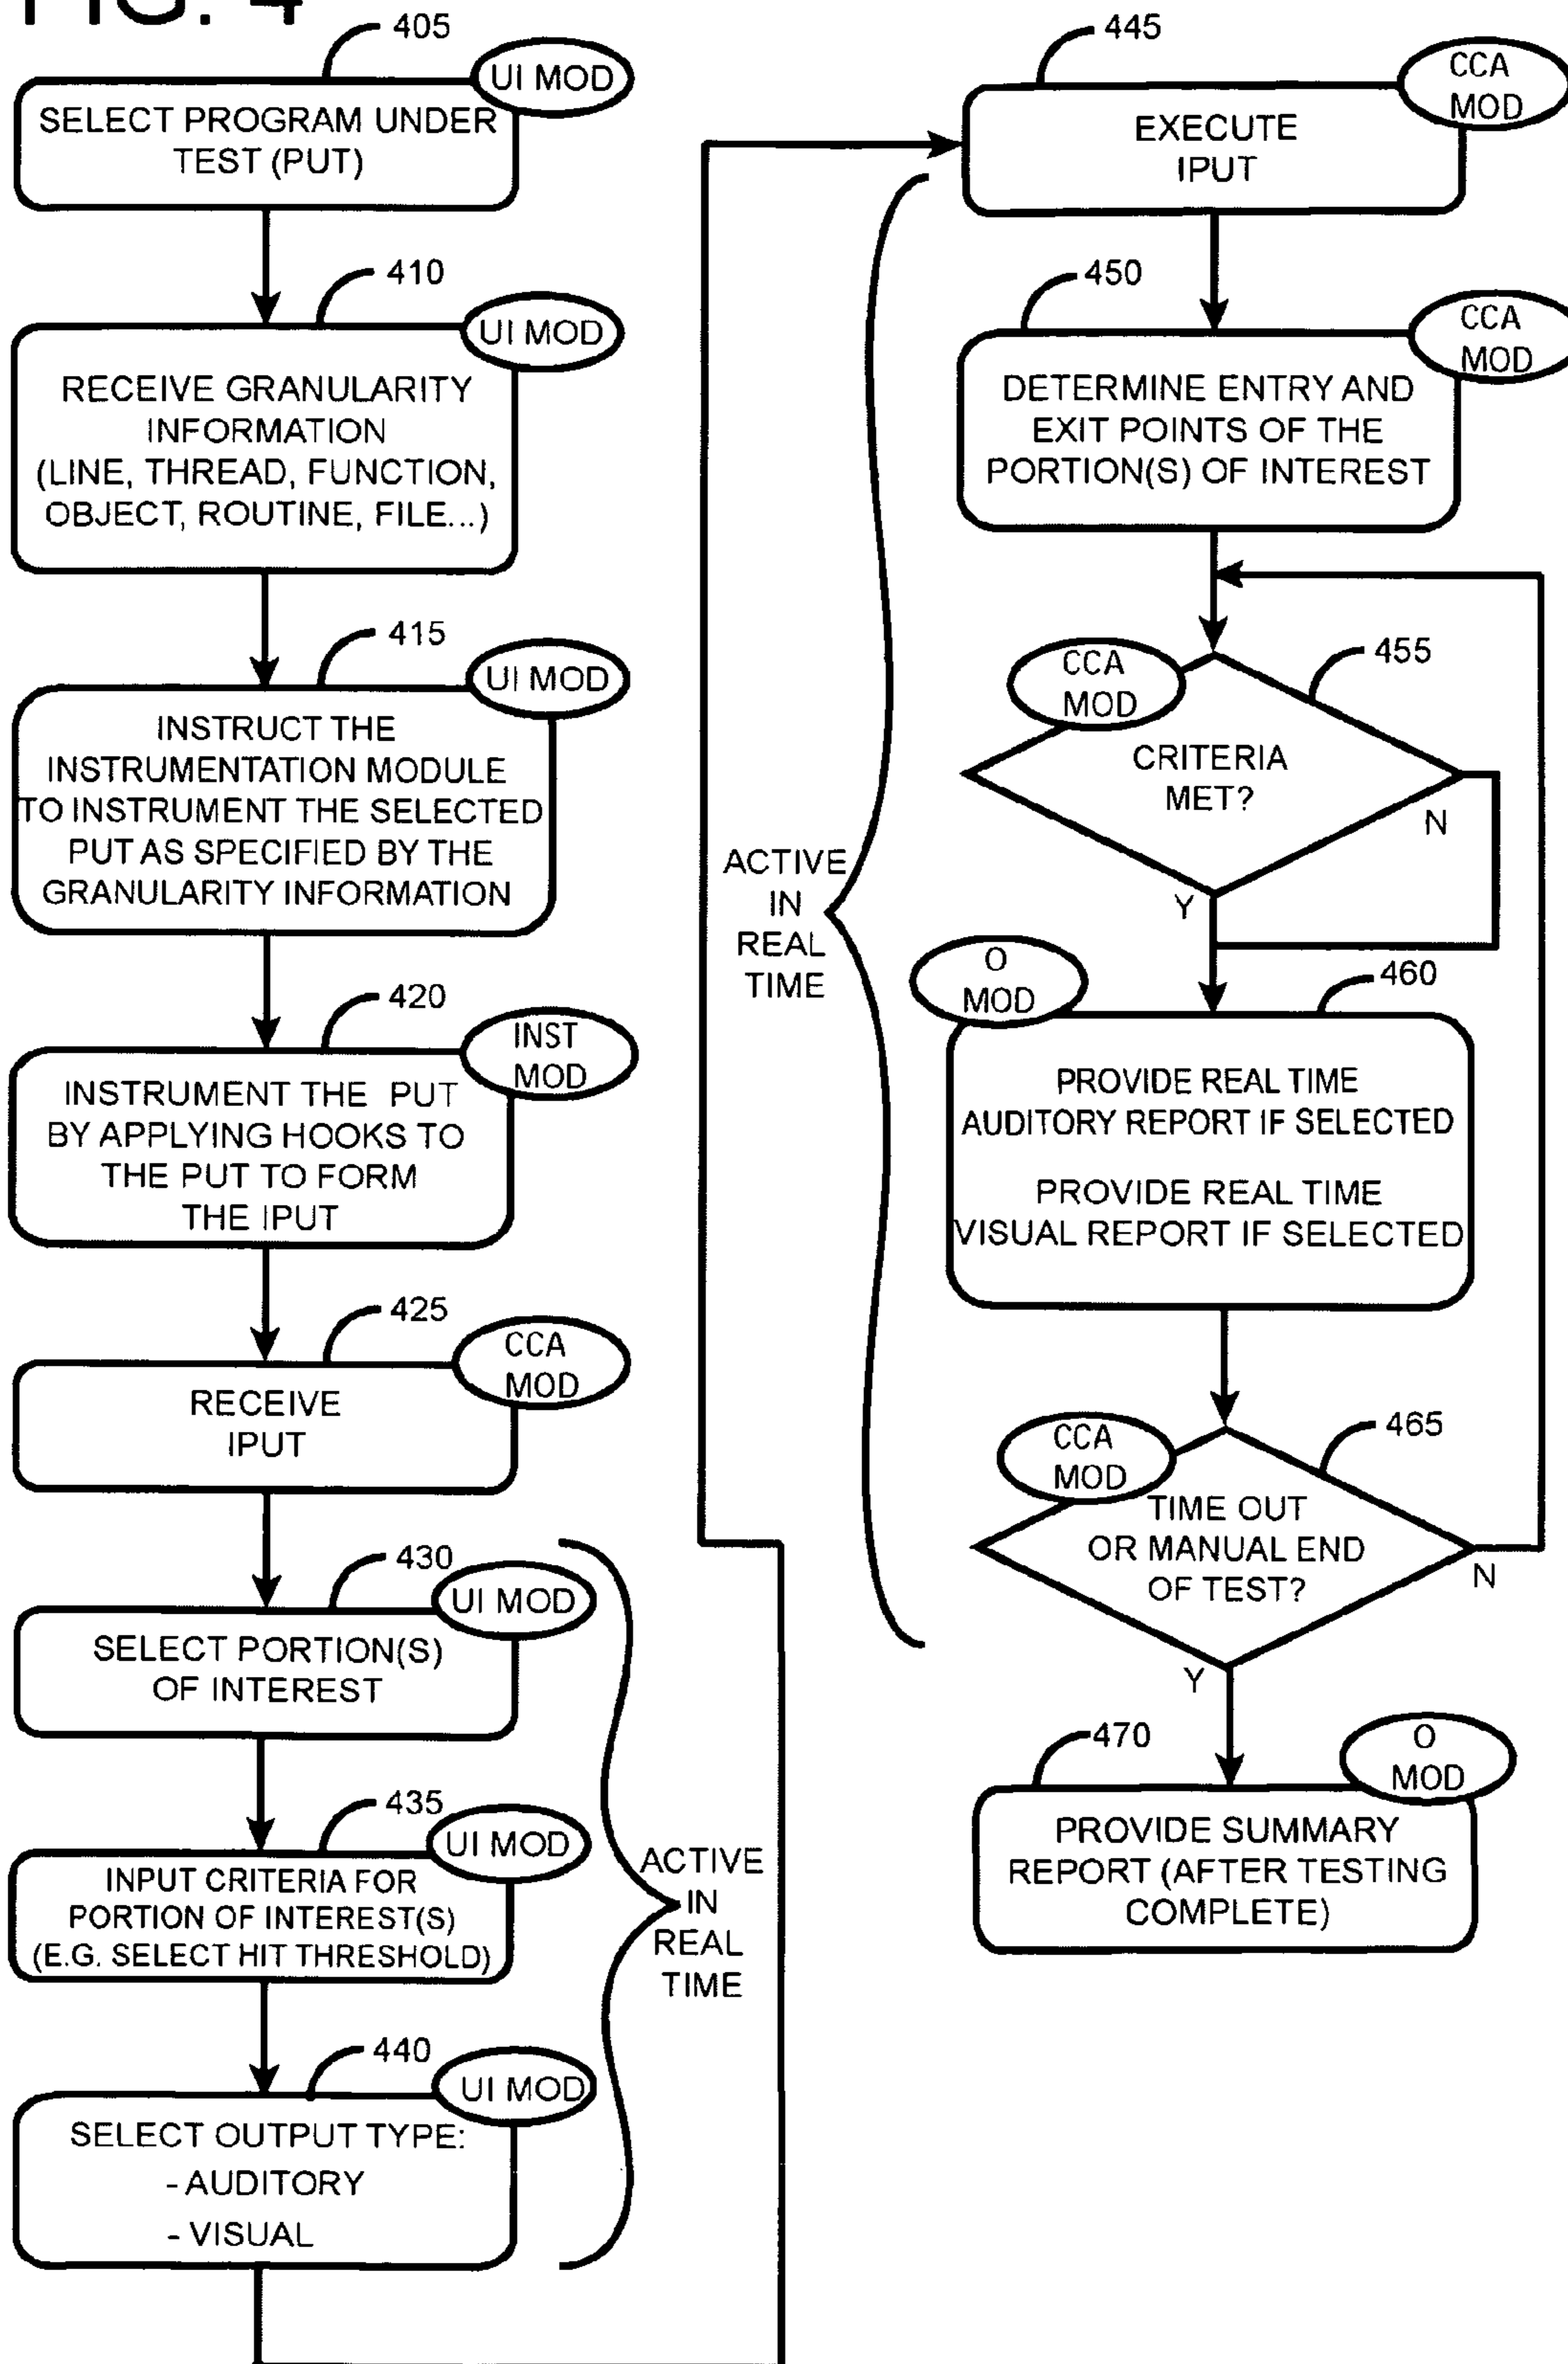 FIG. 4
405
UI MOD
SELECT PROGRAM UNDER
TEST (PUT)
410
UI MOD
RECEIVE GRANULARITY
INFORMATION
(LINE, THREAD, FUNCTION,
OBJECT, ROUTINE, FILE...)
415
UI MOD
INSTRUCT THE
INSTRUMENTATION MODULE
TO INSTRUMENT THE SELECTED
PUT AS SPECIFIED BY THE
GRANULARITY INFORMATION
420
INST
MOD
INSTRUMENT THE PUT
BY APPLYING HOOKS TO
THE PUT TO FORM
THE IPUT
425
CCA
MOD
RECEIVE
IPUT
430
UI MOD
SELECT PORTION(S)
OF INTEREST
435
UI MOD
INPUT CRITERIA FOR
PORTION OF INTEREST(S)
(E.G. SELECT HIT THRESHOLD)
440
UI MOD
SELECT OUTPUT TYPE:
- AUDITORY
- VISUAL
ACTIVE
IN
REAL
TIME
445
CCA
MOD
EXECUTE
IPUT
450
CCA
MOD
DETERMINE ENTRY AND
EXIT POINTS OF THE
PORTION(S) OF INTEREST
455
CCA
MOD
CRITERIA
MET?
N
Y
ACTIVE
IN
REAL
TIME
O
MOD
460
PROVIDE REAL TIME
AUDITORY REPORT IF SELECTED
PROVIDE REAL TIME
VISUAL REPORT IF SELECTED
465
CCA
MOD
TIME OUT
OR MANUAL END
OF TEST?
N
Y
470
O
MOD
PROVIDE SUMMARY
REPORT (AFTER TESTING
COMPLETE)